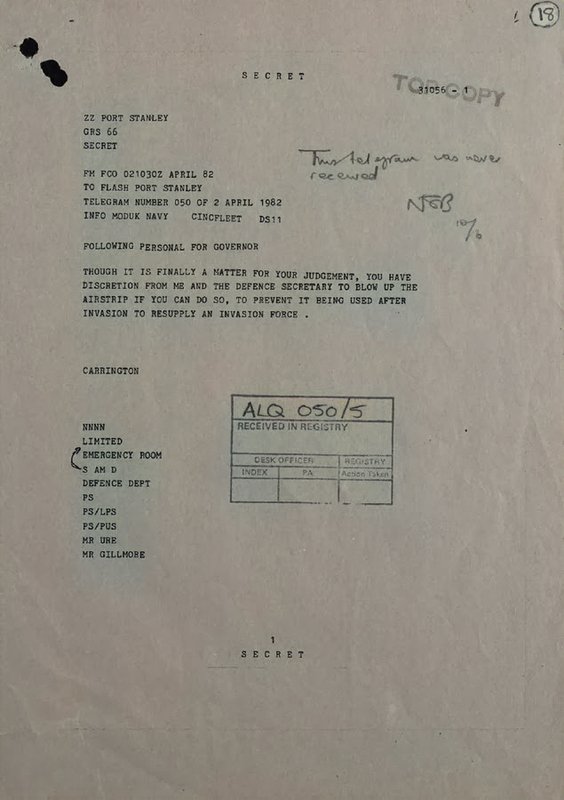 18
SECRET
TOP COPY
31056 - 1
ZZ PORT STANLEY
GRS 66
SECRET
This telegram was never
received
FM FCO 021030Z APRIL 82
TO FLASH PORT STANLEY
TELEGRAM NUMBER 050 OF 2 APRIL 1982
INFO MODUK NAVY CINCFLEET DS11
10/6
FOLLOWING PERSONAL FOR GOVERNOR
THOUGH IT IS FINALLY A MATTER FOR YOUR JUDGEMENT, YOU HAVE
DISCRETION FROM ME AND THE DEFENCE SECRETARY TO BLOW UP THE
AIRSTRIP IF YOU CAN DO SO, TO PREVENT IT BEING USED AFTER
INVASION TO RESUPPLY AN INVASION FORCE .
CARRINGTON
ALQ 050/5
RECEIVED IN REGISTRY
DESK OFFICER
REGISTRY
INDEX
PA
Action Taken
NNNN
LIMITED
EMERGENCY ROOM
S AM D
DEFENCE DEPT
PS
PS/LPS
PS/PUS
MR URE
MR GILLMORE
1
SECRET